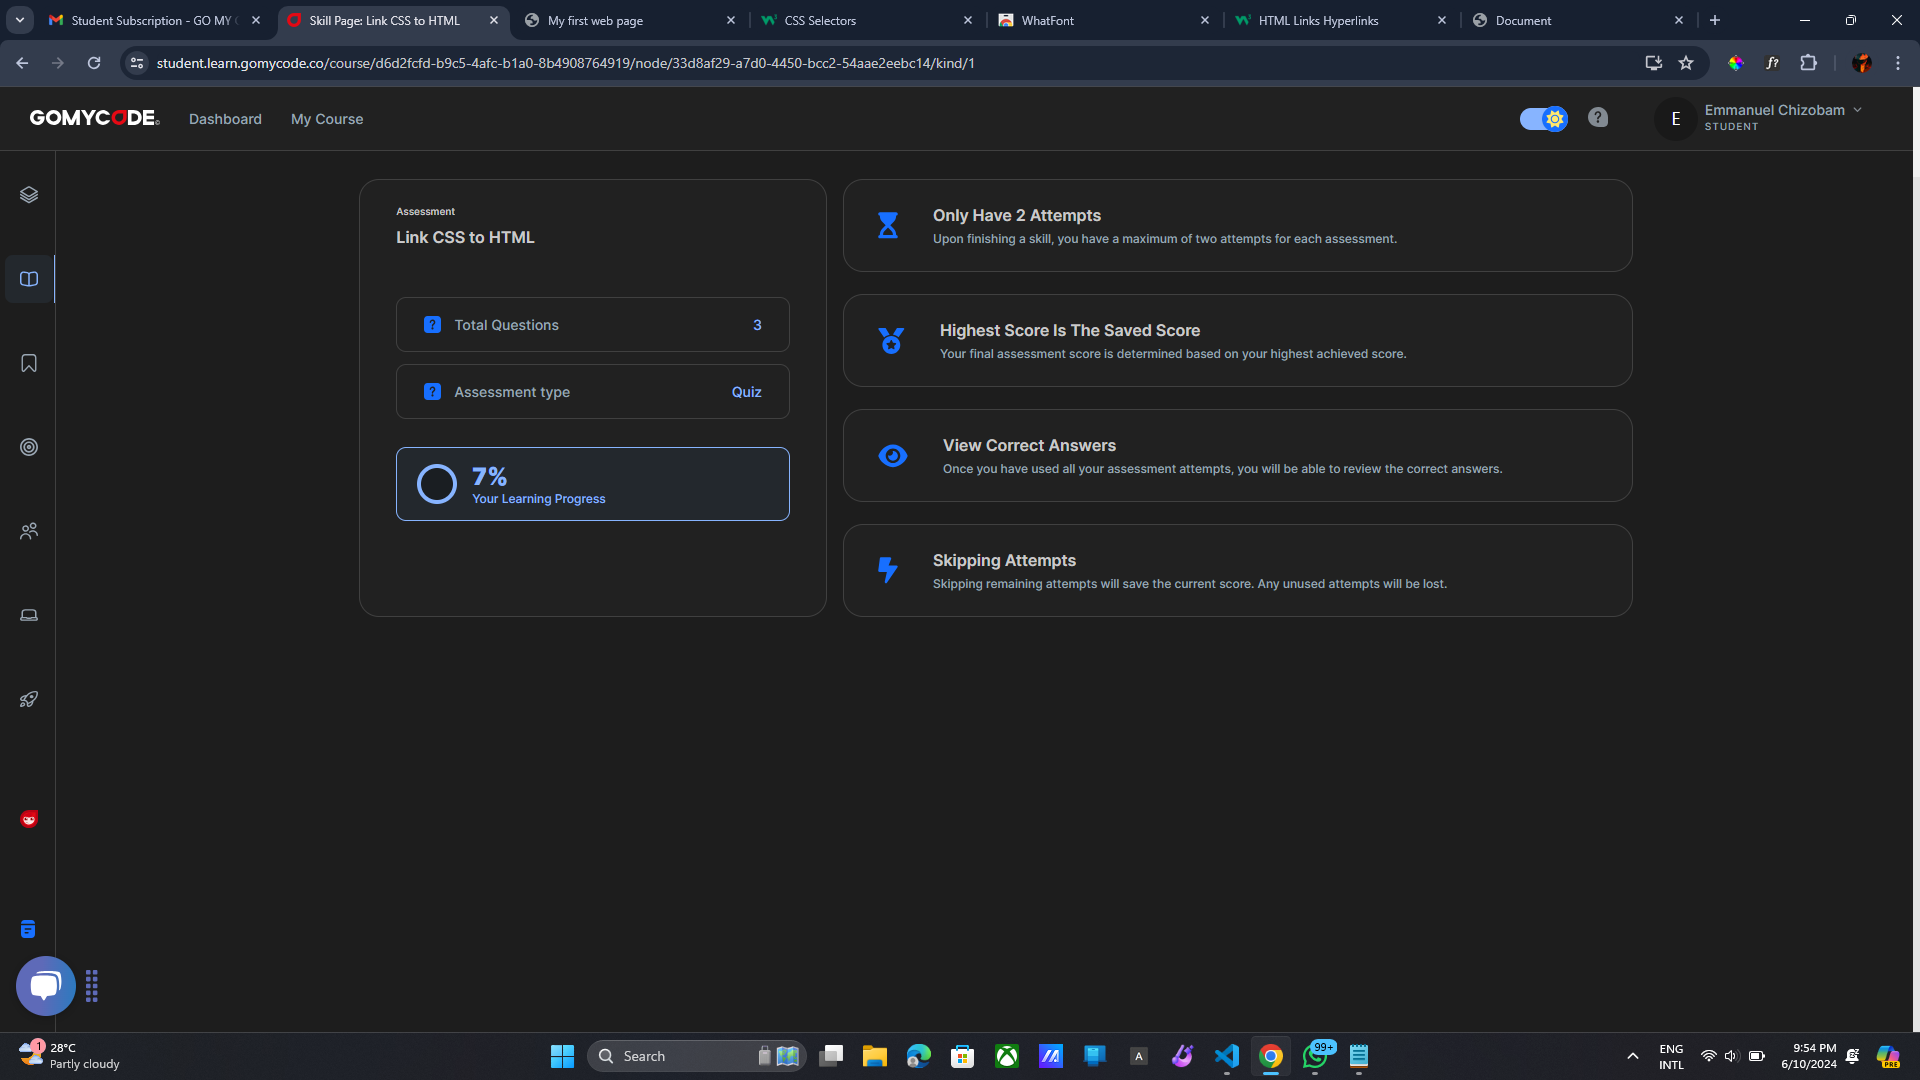 Student Subscription - GO MY C
Skill Page: Link CSS to HTML
My first web page
CSS Selectors
WhatFont
HTML Links Hyperlinks
Document
student.learn.gomycode.co/course/d6d2fcfd-b9c5-4afc-b1a0-8b4908764919/node/33d8af29-a7d0-4450-bcc2-54aae2eebc14/kind/1
f?
GOMYCODE
Dashboard
My Course
?
E
Emmanuel Chizobam
STUDENT
Assessment
Link CSS to HTML
? Total Questions 3
? Assessment type Quiz
7%
Your Learning Progress
Only Have 2 Attempts
Upon finishing a skill, you have a maximum of two attempts for each assessment.
Highest Score Is The Saved Score
Your final assessment score is determined based on your highest achieved score.
View Correct Answers
Once you have used all your assessment attempts, you will be able to review the correct answers.
Skipping Attempts
Skipping remaining attempts will save the current score. Any unused attempts will be lost.
1
28°C
Partly cloudy
Search
A
99+
ENG
INTL
9:54 PM
6/10/2024
PRE